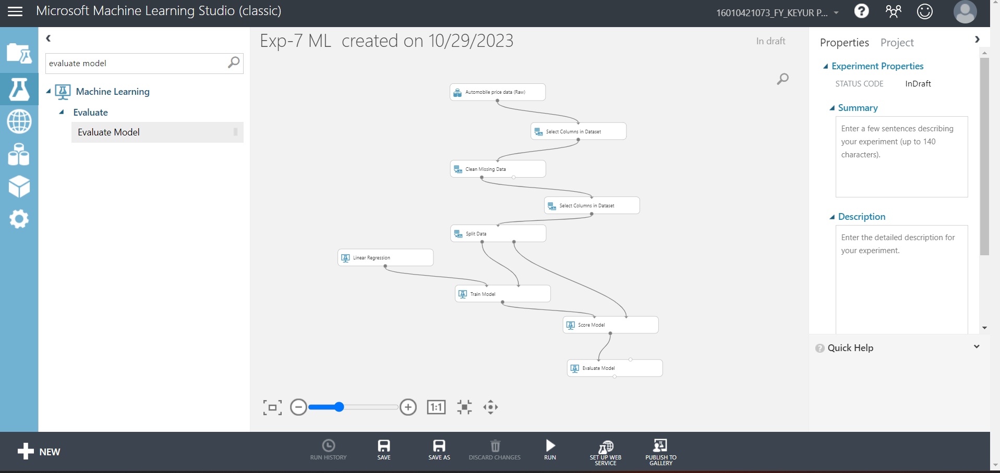 Microsoft Machine Learning Studio (classic)
16010421073_FY_KEYUR P...
?
evaluate model
Machine Learning
Evaluate
Evaluate Model
Exp-7 ML created on 10/29/2023
In draft
Automobile price data (Raw)
Select Columns in Dataset
Clean Missing Data
Select Columns in Dataset
Split Data
Linear Regression
Train Model
Score Model
Evaluate Model
1:1
Properties
Project
Experiment Properties
STATUS CODE
InDraft
Summary
Enter a few sentences describing
your experiment (up to 140
characters).
Description
Enter the detailed description for
your experiment.
? Quick Help
NEW
RUN HISTORY
SAVE
SAVE AS
DISCARD CHANGES
RUN
SET UP WEB
SERVICE
PUBLISH TO
GALLERY